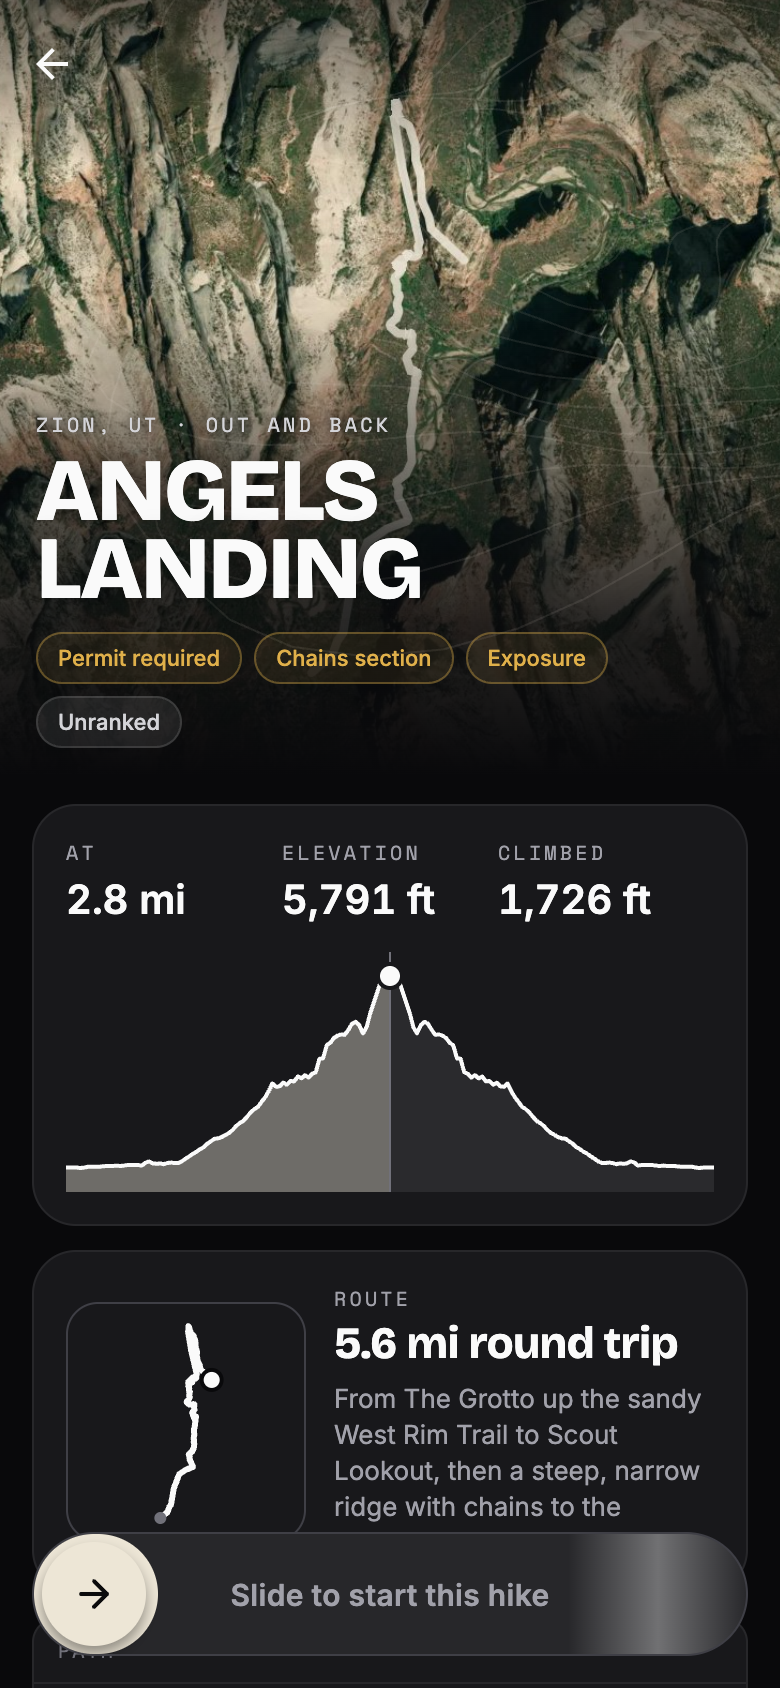 ZION, UT · OUT AND BACK
ANGELS
LANDING
Permit required
Chains section
Exposure
Unranked
AT
ELEVATION
CLIMBED
2.8 mi
5,791 ft
1,726 ft
ROUTE
5.6 mi round trip
From The Grotto up the sandy
West Rim Trail to Scout
Lookout, then a steep, narrow
ridge with chains to the
Slide to start this hike